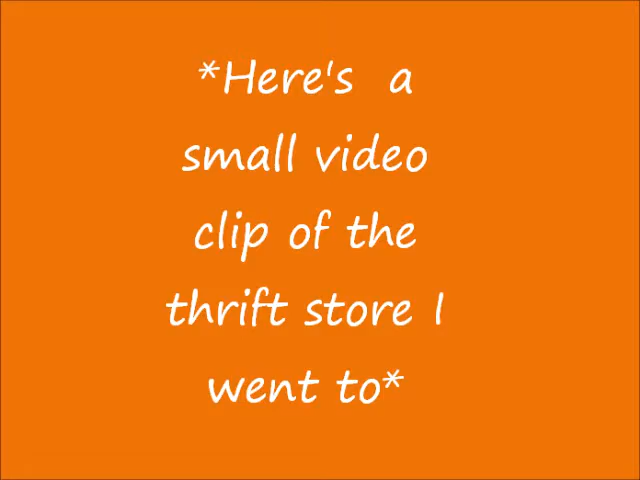 *Here's a
small video
clip of the
thrift store I
went to*